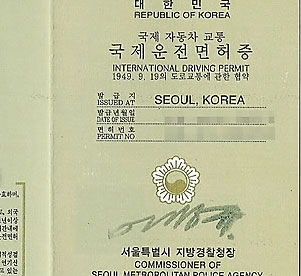 대 한 민 국
REPUBLIC OF KOREA
국제 자동차 교통
국제운전면허증
INTERNATIONAL DRIVING PERMIT
1949. 9. 19의 도로교통에 관한 협약
발 급 지
ISSUED AT SEOUL, KOREA
발급년월일
DATE OF ISSUE
면 허 번 호
PERMIT NO
서울특별시 지방경찰청장
COMMISSIONER OF
SEOUL METROPOLITAN POLICE AGENCY